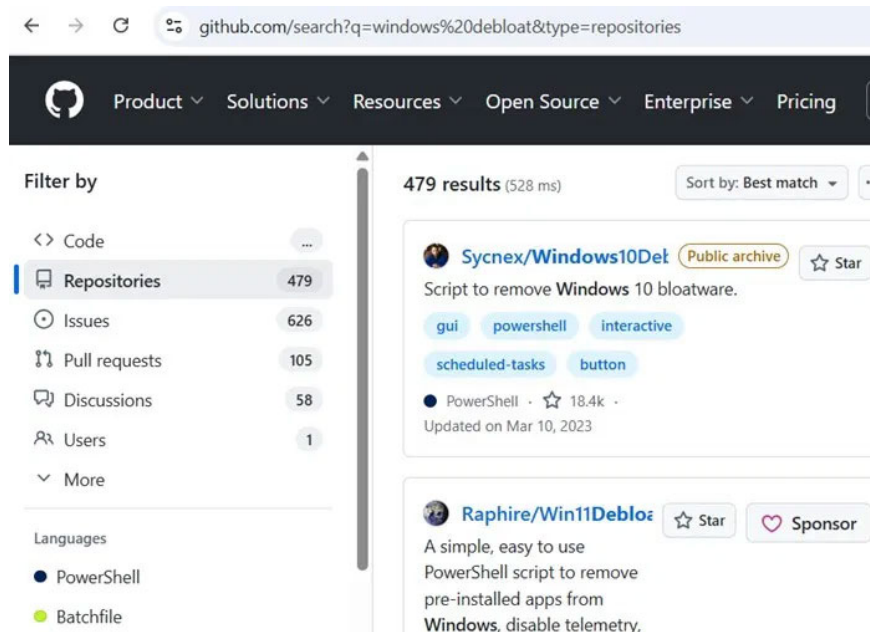 github.com/search?q=windows%20debloat&type=repositories
Product Solutions Resources Open Source Enterprise Pricing
Filter by
Code ...
Repositories 479
Issues 626
Pull requests 105
Discussions 58
Users 1
More
Languages
PowerShell
Batchfile
479 results (528 ms) Sort by: Best match
Sycnex/Windows10Deb Public archive Star
Script to remove Windows 10 bloatware.
gui powershell interactive
scheduled-tasks button
PowerShell · 18.4k ·
Updated on Mar 10, 2023
Raphire/Win11Debloa Star Sponsor
A simple, easy to use
PowerShell script to remove
pre-installed apps from
Windows, disable telemetry,